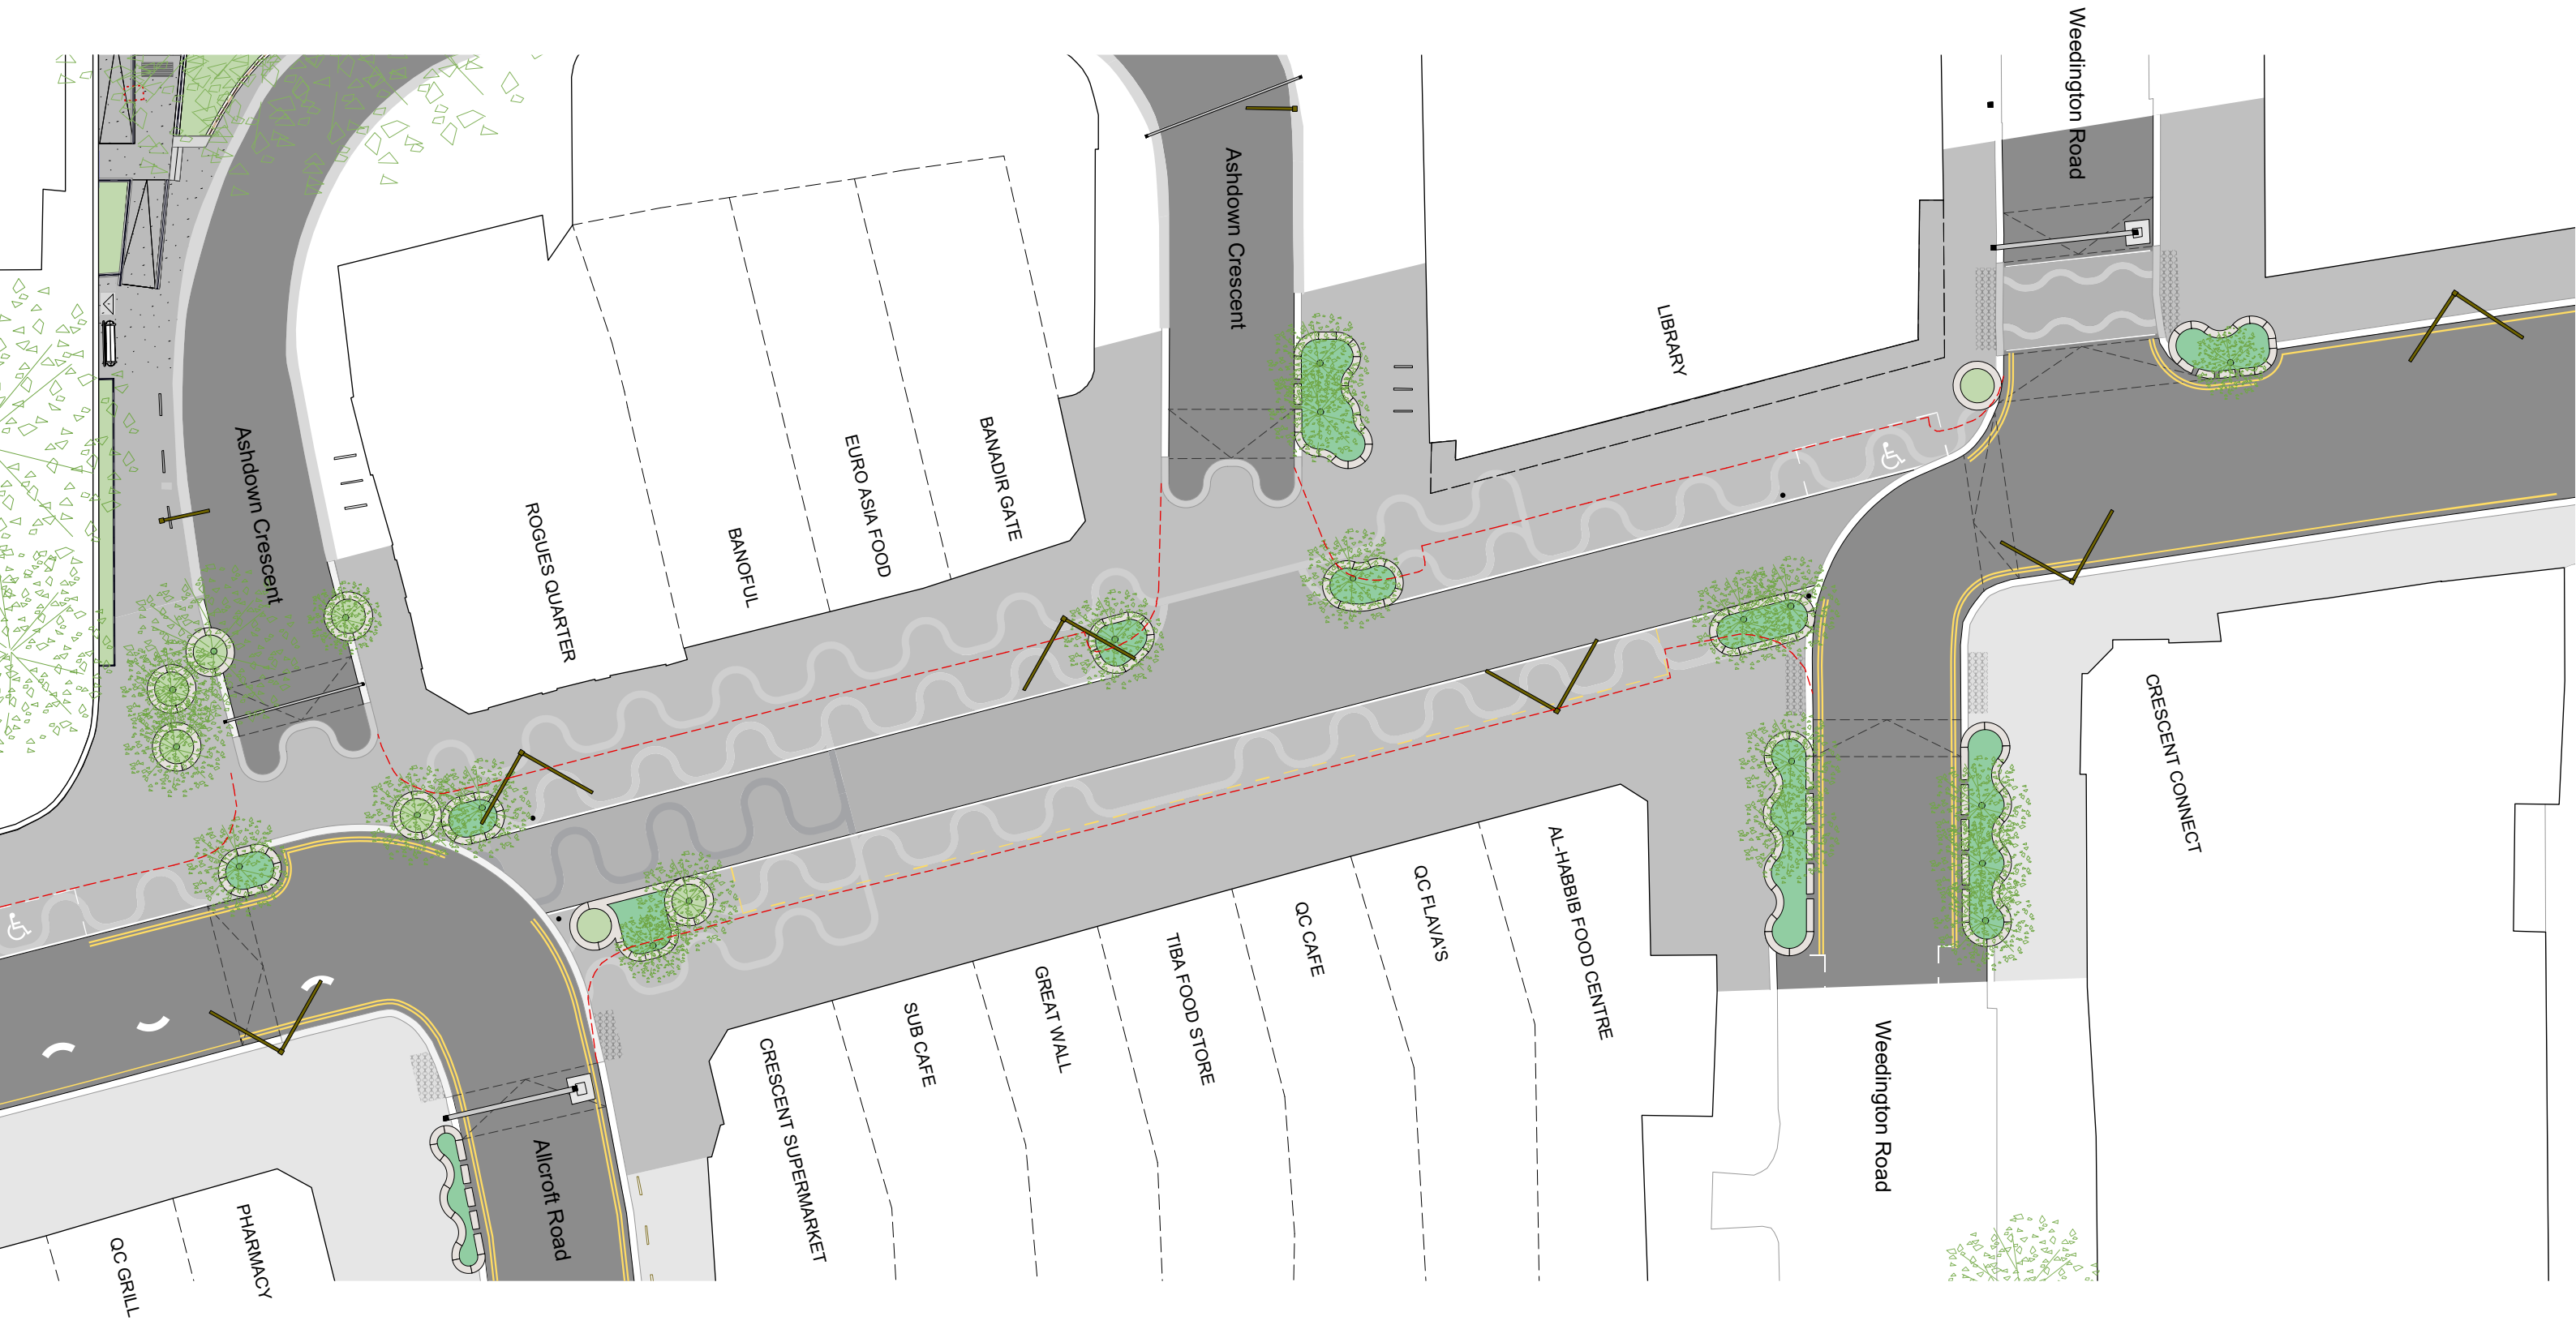 Weedington Road
Ashdown Crescent
LIBRARY
Ashdown Crescent
BANADIR GATE
EURO ASIA FOOD
ROGUES QUARTER
BANOFUL
CRESCENT CONNECT
AL-HABBIB FOOD CENTRE
QC FLAVA'S
QC CAFE
TIBA FOOD STORE
GREAT WALL
SUB CAFE
CRESCENT SUPERMARKET
Weedington Road
Allcroft Road
PHARMACY
QC GRILL